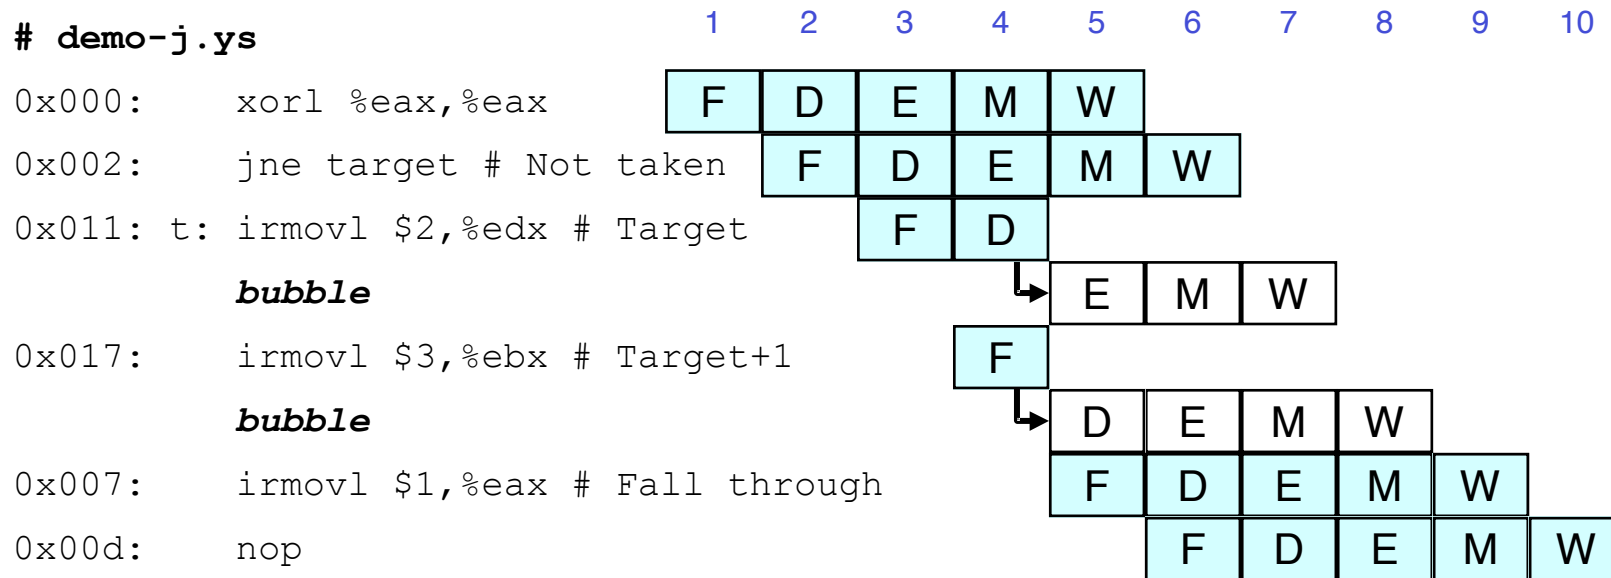 1 2 3 4 5 6 7 8 9 10
# demo-j.ys
0x000: xorl %eax,%eax F D E M W
0x002: jne target # Not taken F D E M W
0x011: t: irmovl $2,%edx # Target F D
bubble E M W
0x017: irmovl $3,%ebx # Target+1 F
bubble D E M W
0x007: irmovl $1,%eax # Fall through F D E M W
0x00d: nop F D E M W